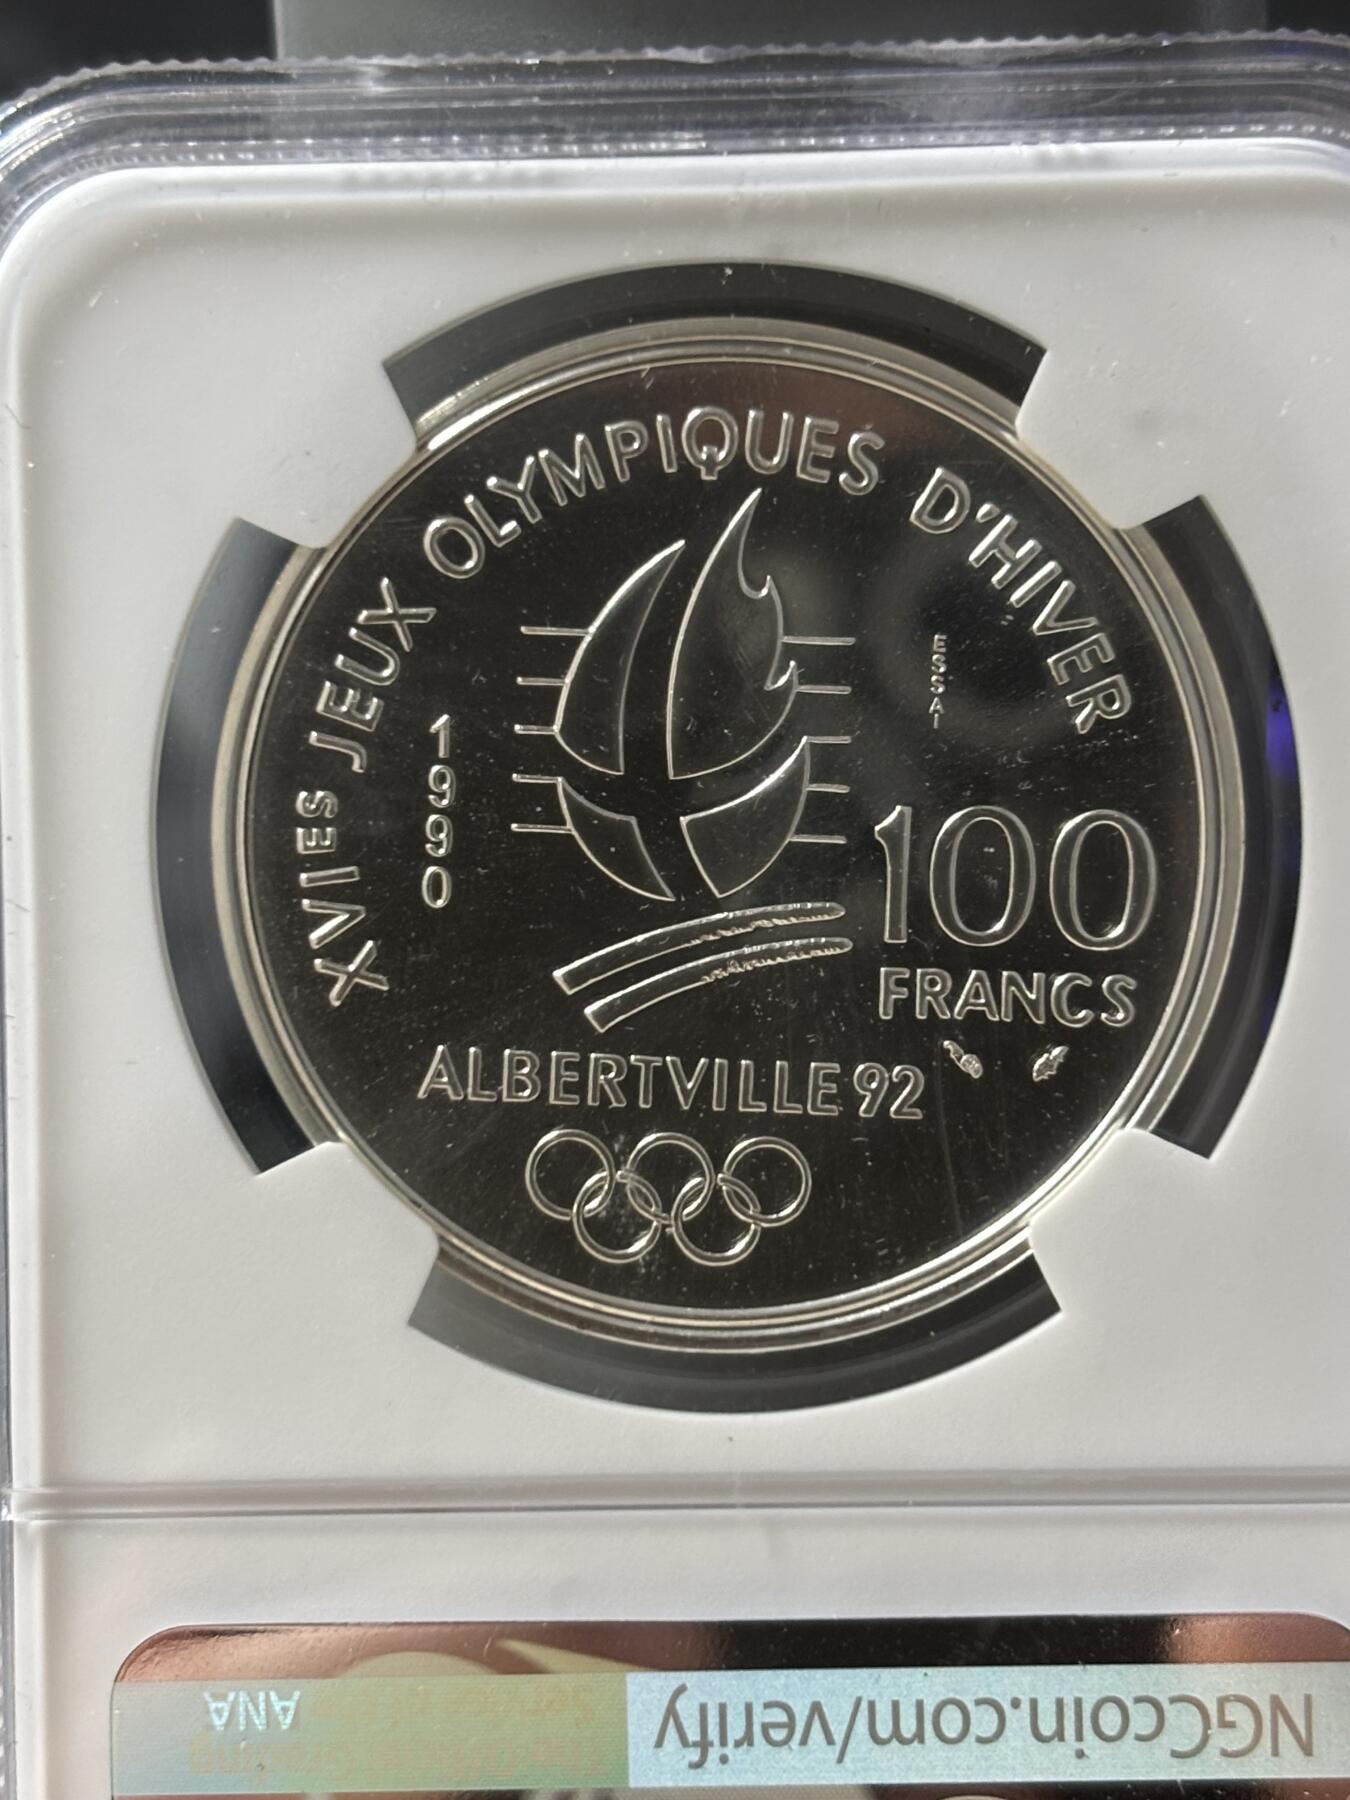 XVIES JEUX OLYMPIQUES D'HIVER
1990
ESSAI
100
FRANCS
ALBERTVILLE 92
NGCcoin.com/verify
ANA